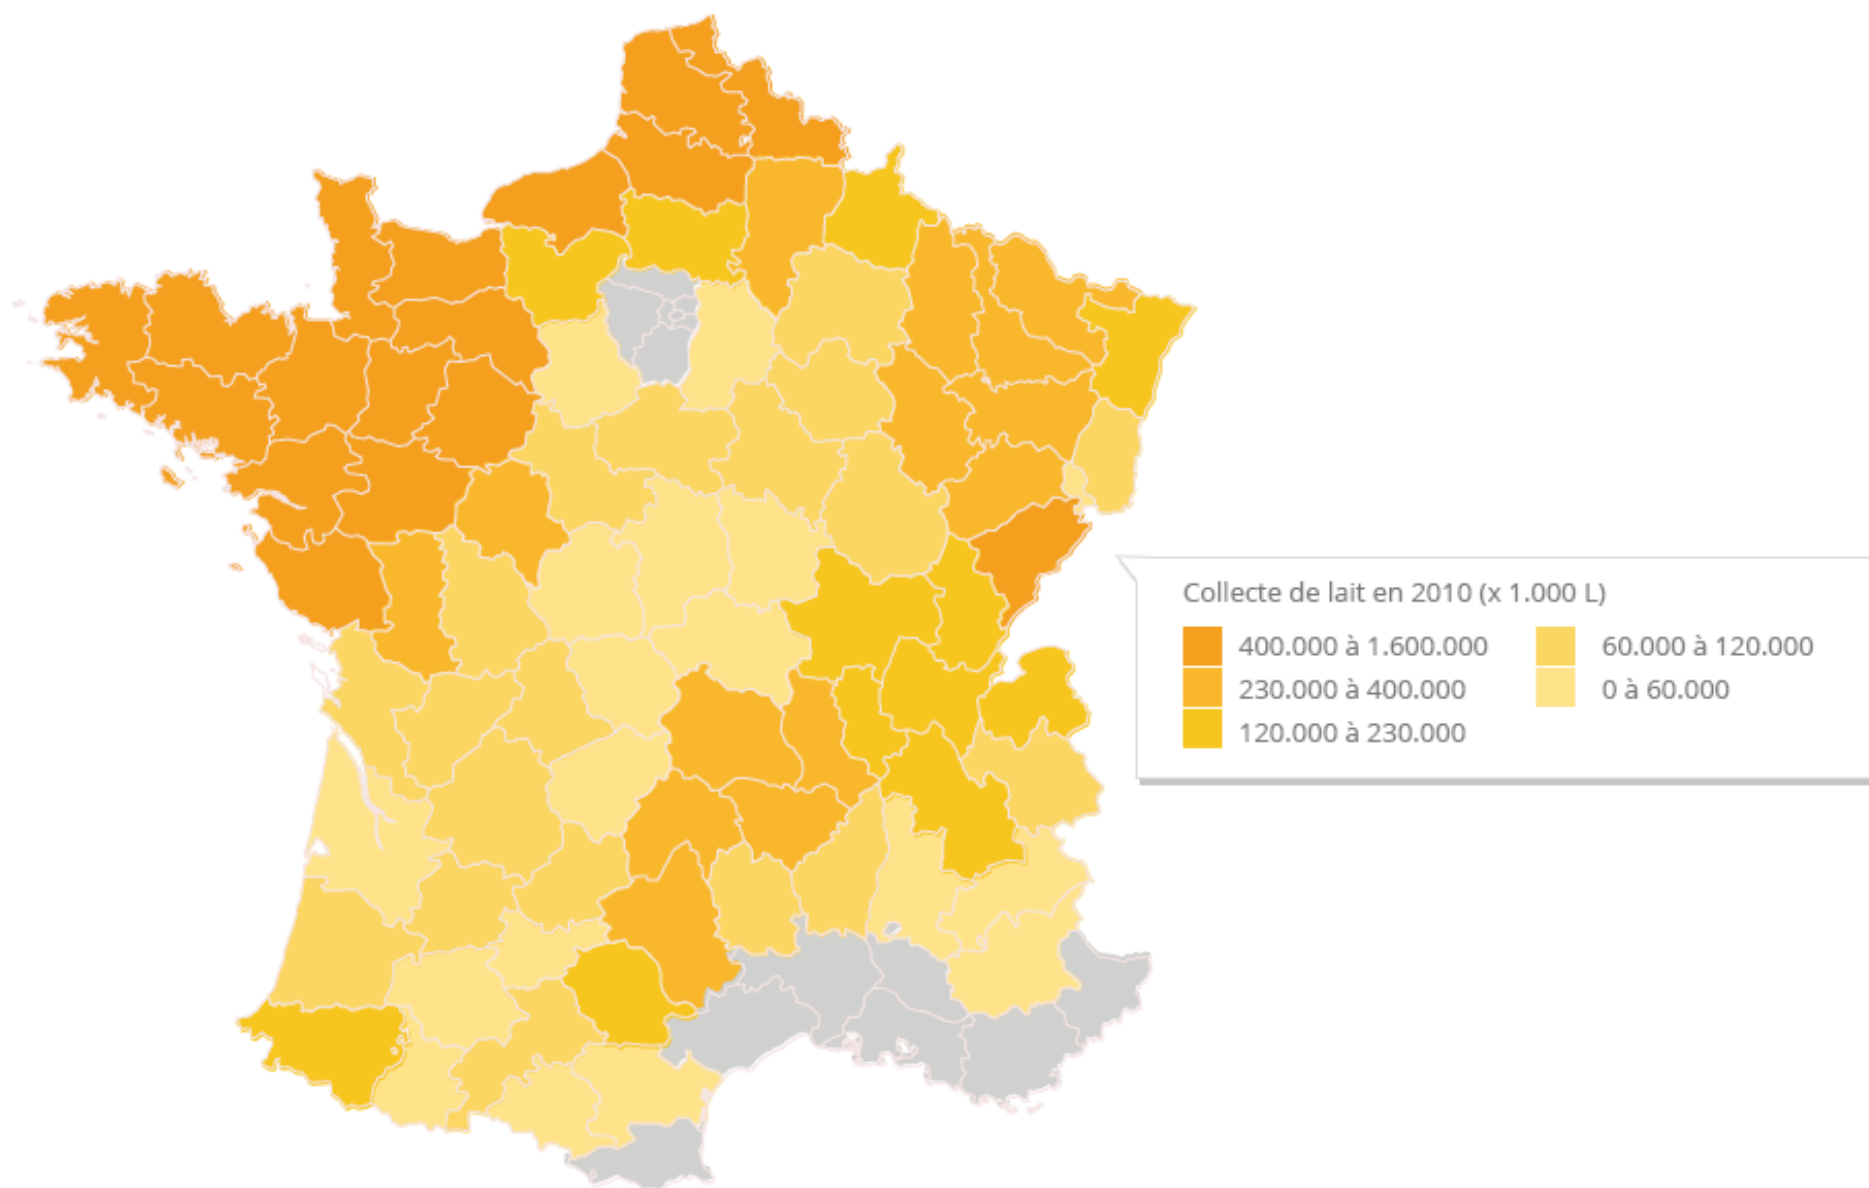 Collecte de lait en 2010 (x 1.000 L)
400.000 à 1.600.000
230.000 à 400.000
120.000 à 230.000
60.000 à 120.000
0 à 60.000